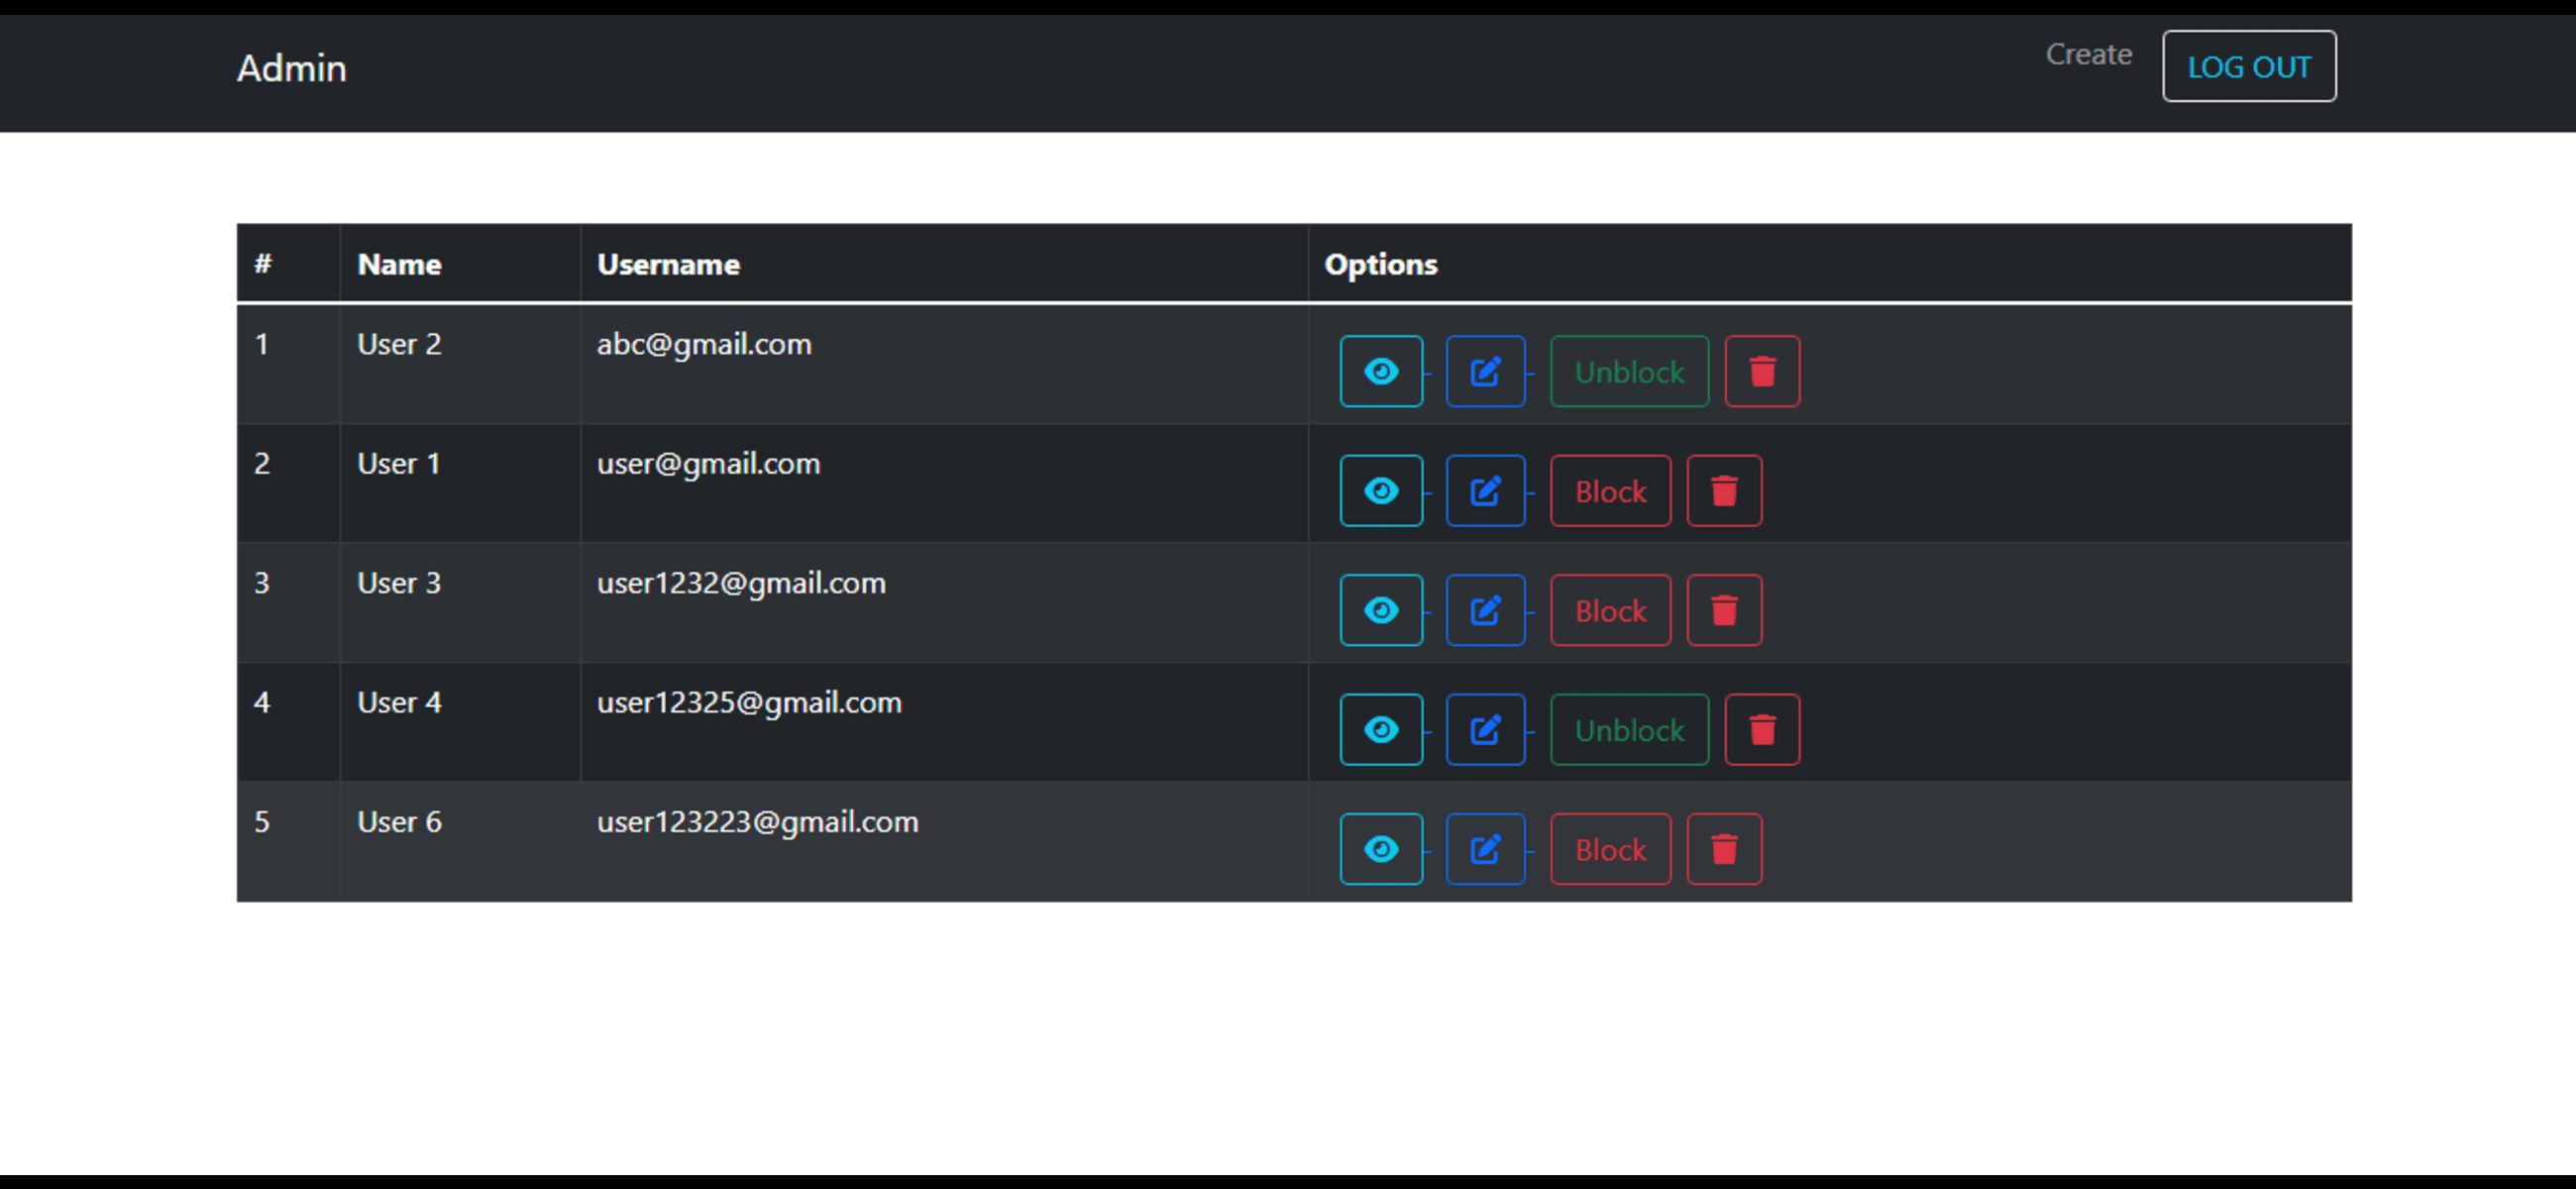 Admin Create LOG OUT
# Name Username Options
1 User 2 abc@gmail.com Unblock
2 User 1 user@gmail.com Block
3 User 3 user1232@gmail.com Block
4 User 4 user12325@gmail.com Unblock
5 User 6 user123223@gmail.com Block